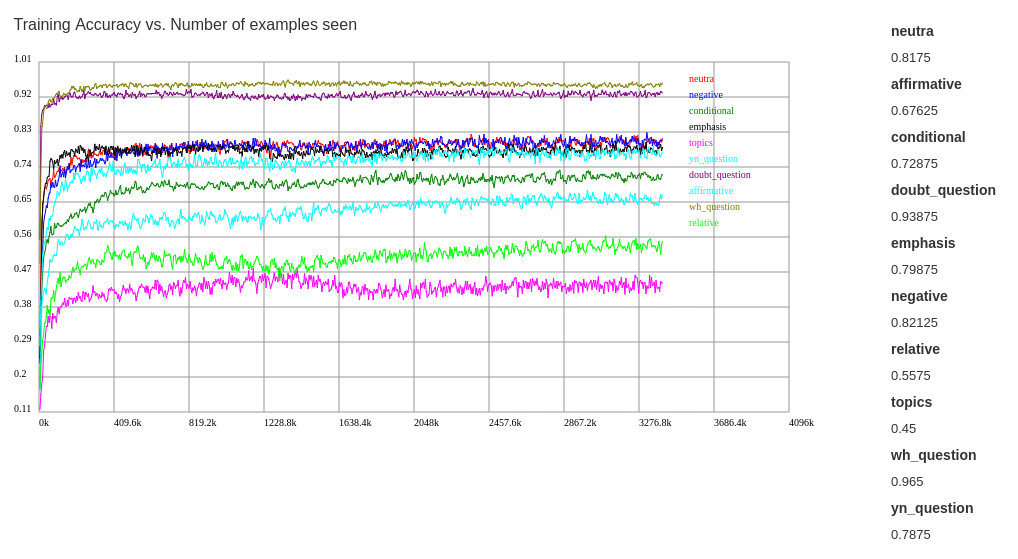 Training Accuracy vs. Number of examples seen
1.01
0.92
0.83
0.74
0.65
0.56
0.47
0.38
0.29
0.2
0.11
0k
409.6k
819.2k
1228.8k
1638.4k
2048k
2457.6k
2867.2k
3276.8k
3686.4k
4096k
neutra
negative
conditional
emphasis
topics
yn_question
doubt_question
affirmative
wh_question
relative
neutra
0.8175
affirmative
0.67625
conditional
0.72875
doubt_question
0.93875
emphasis
0.79875
negative
0.82125
relative
0.5575
topics
0.45
wh_question
0.965
yn_question
0.7875